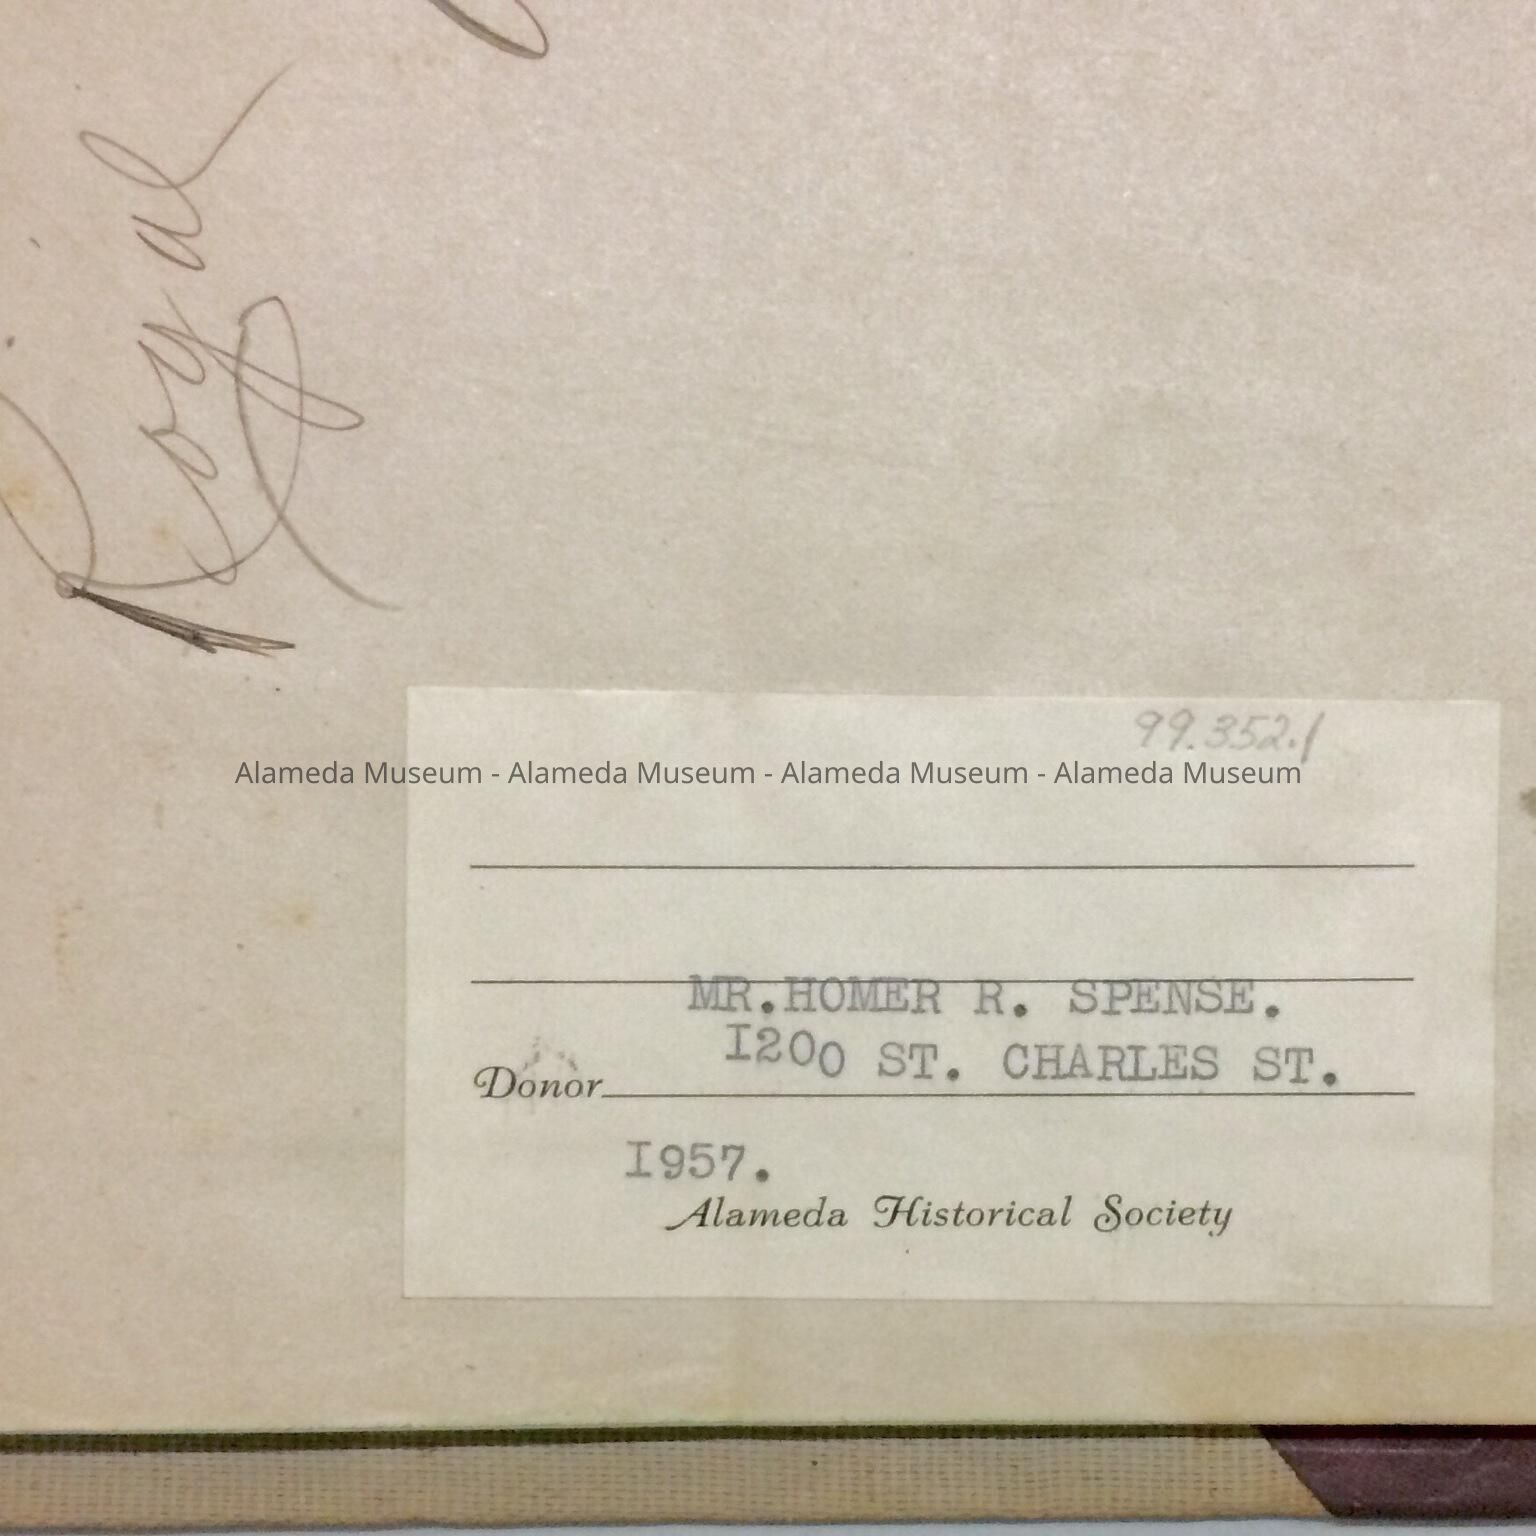 Royal
99.352.1
Alameda Museum - Alameda Museum - Alameda Museum - Alameda Museum
MR.HOMER R. SPENSE.
I200 ST. CHARLES ST.
Donor
I957.
Alameda Historical Society